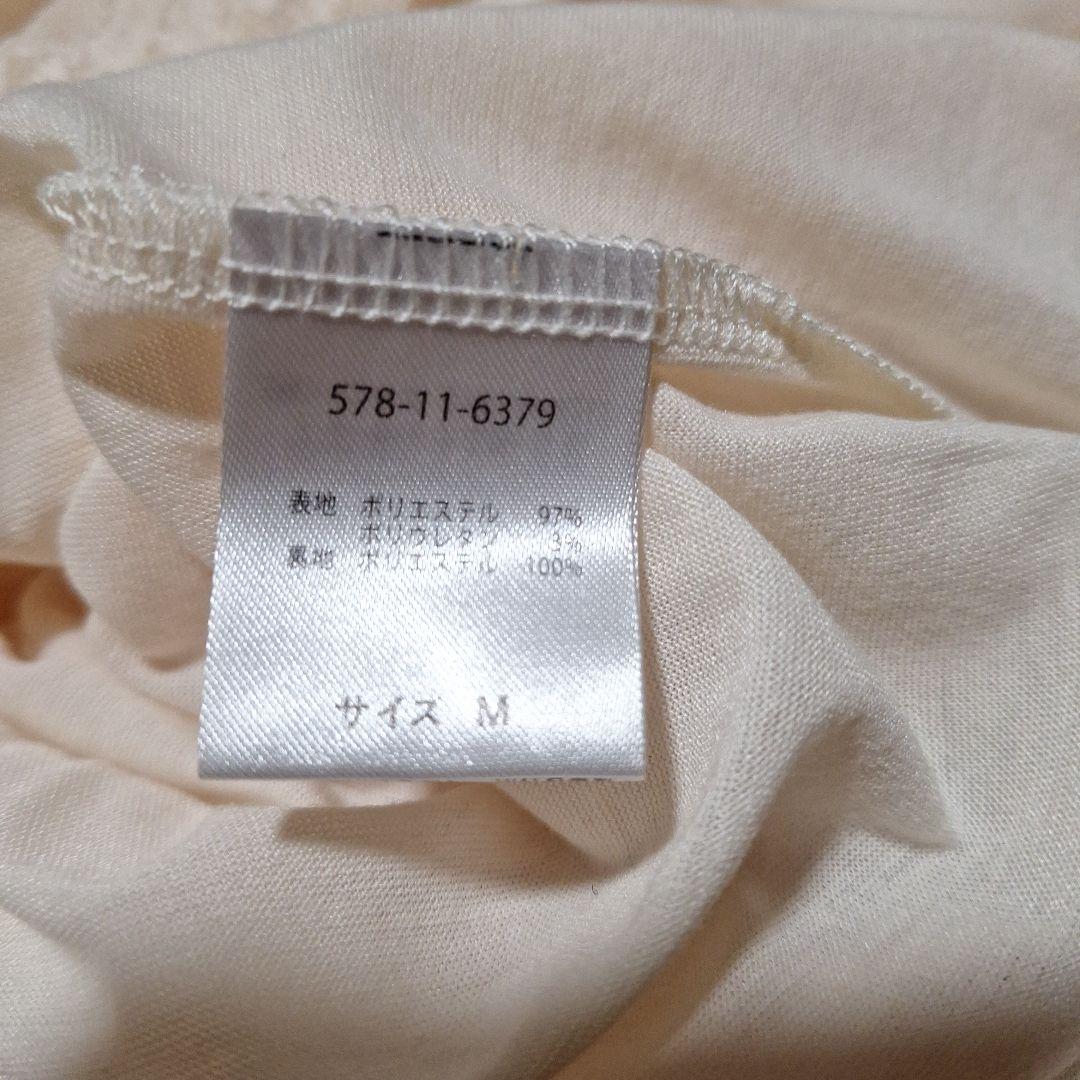 578-11-6379
表地 ポリエステル 97%
ポリウレタン 3%
裏地 ポリエステル 100%
サイズ M